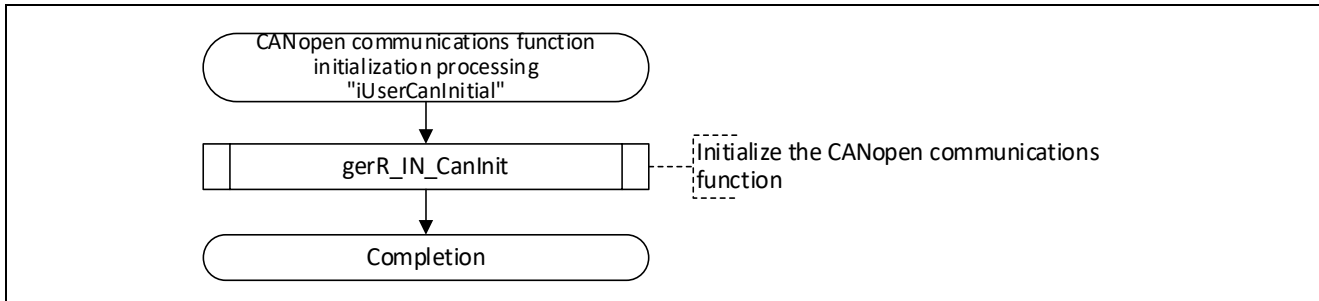 CANopen communications function
initialization processing
"iUserCanInitial"
gerR_IN_CanInit
Initialize the CANopen communications
function
Completion